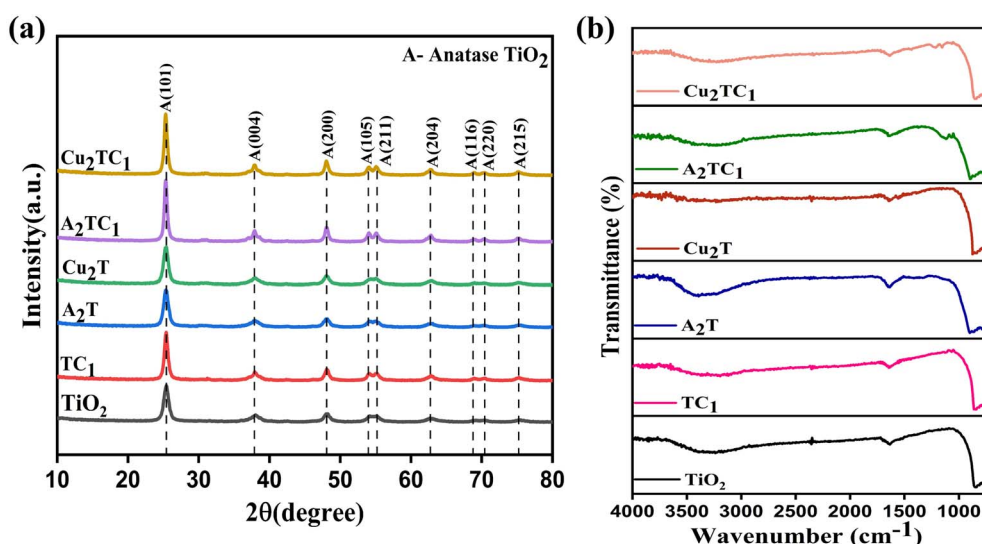 (a)
A- Anatase TiO₂
A(101)
A(004)
A(200)
A(105)
A(211)
A(204)
A(116)
A(220)
A(215)
Cu₂TC₁
A₂TC₁
Cu₂T
A₂T
TC₁
TiO₂
Intensity(a.u.)
10 20 30 40 50 60 70 80
2θ(degree)
(b)
Cu₂TC₁
A₂TC₁
Cu₂T
A₂T
TC₁
TiO₂
Transmittance (%)
4000 3500 3000 2500 2000 1500 1000
Wavenumber (cm⁻¹)